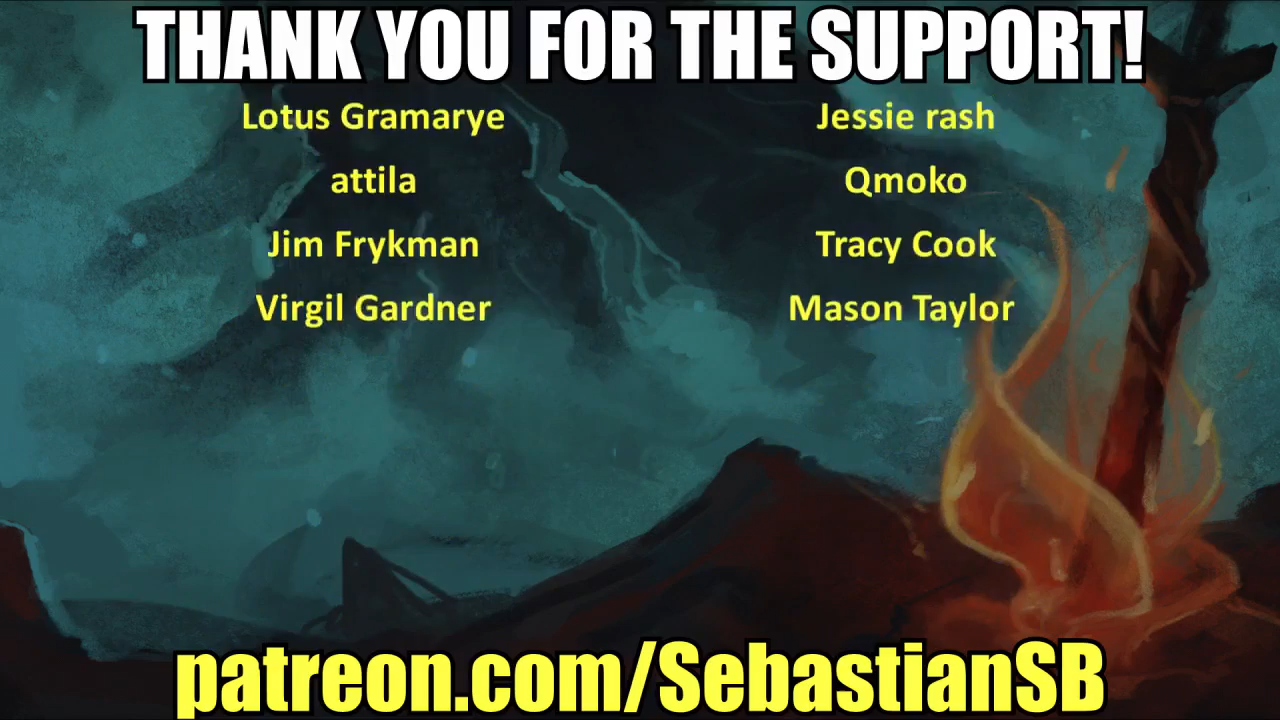 THANK YOU FOR THE SUPPORT!
Lotus Gramarye
Jessie rash
attila
Qmoko
Jim Frykman
Tracy Cook
Virgil Gardner
Mason Taylor
patreon.com/SebastianSB